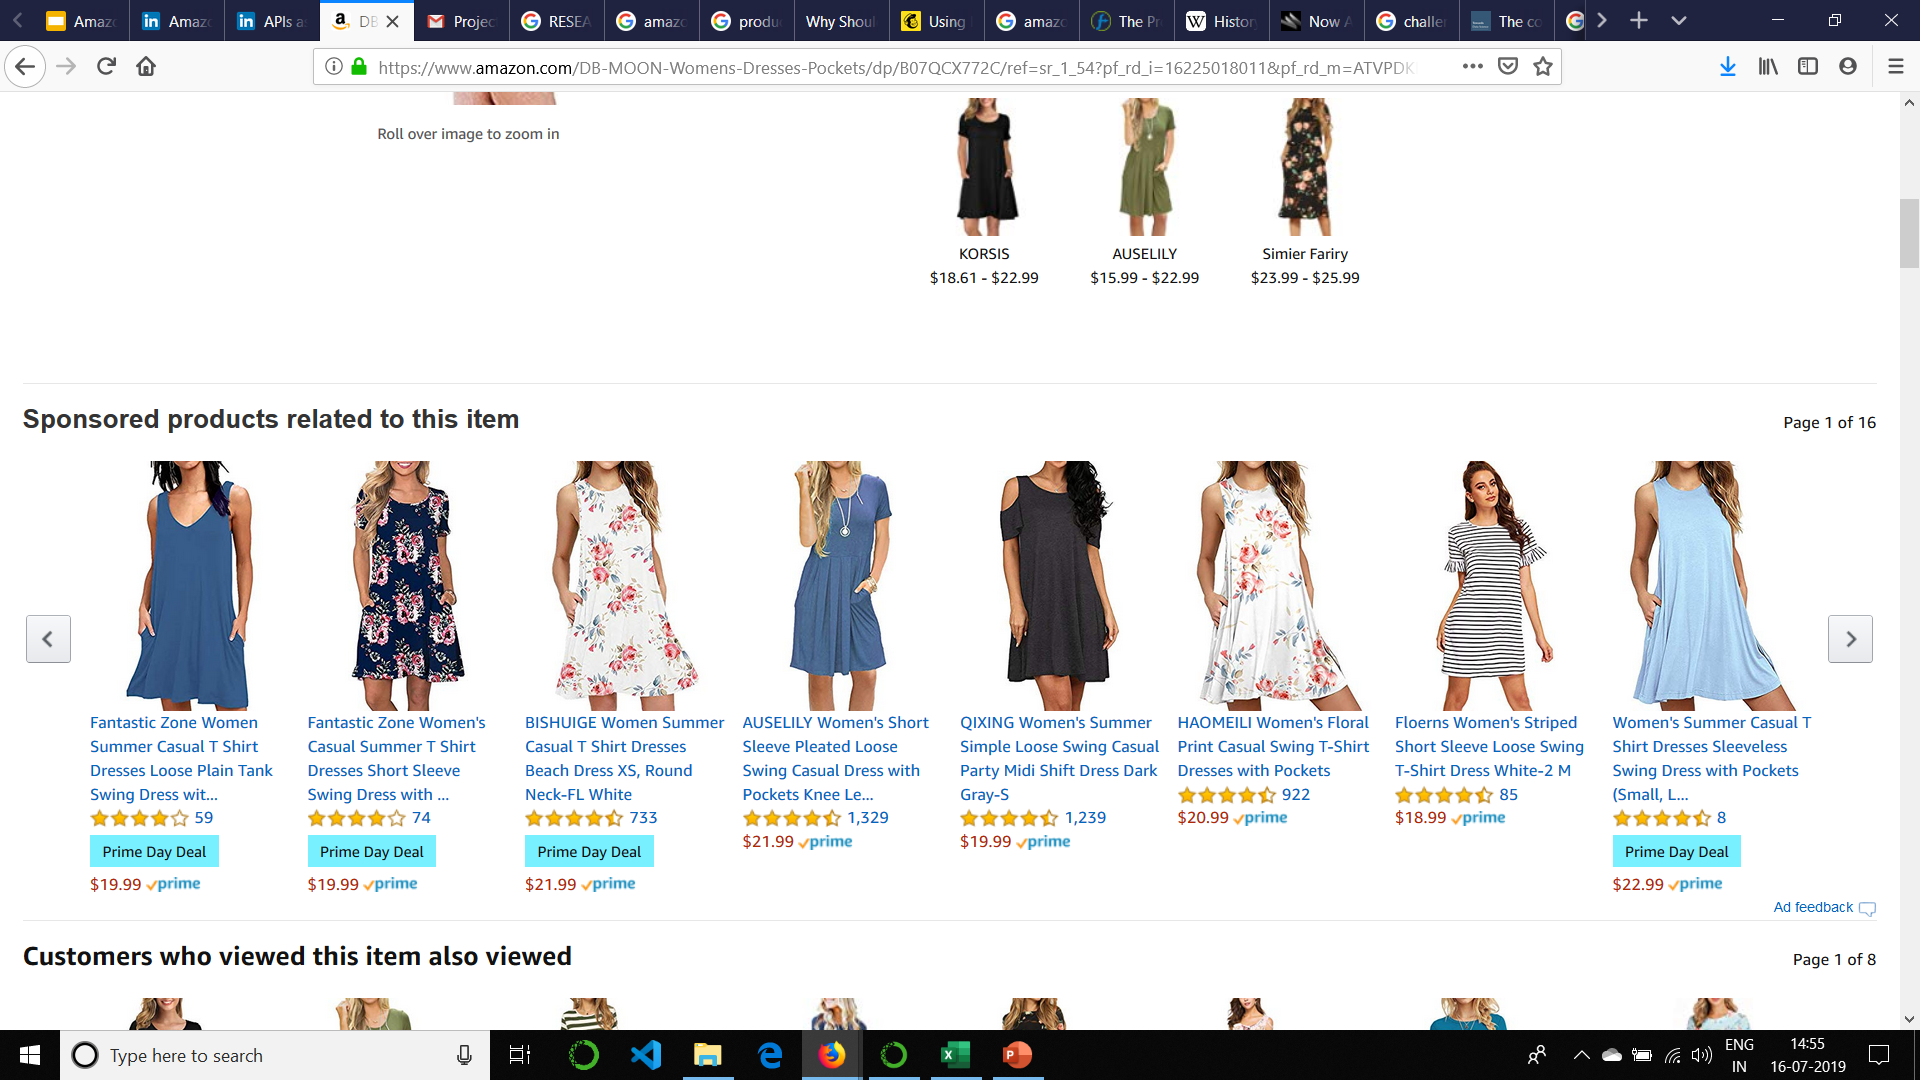 Amazo
Amazo
APIs as
DB
Project
RESEA
amazo
produc
Why Shoul
Using
amazo
The Pr
History
Now A
challen
The co
https://www.amazon.com/DB-MOON-Womens-Dresses-Pockets/dp/B07QCX772C/ref=sr_1_54?pf_rd_i=16225018011&pf_rd_m=ATVPDK
Roll over image to zoom in
KORSIS
$18.61 - $22.99
AUSELILY
$15.99 - $22.99
Simier Fariry
$23.99 - $25.99
Sponsored products related to this item
Page 1 of 16
Fantastic Zone Women
Summer Casual T Shirt
Dresses Loose Plain Tank
Swing Dress wit...
59
Prime Day Deal
$19.99 prime
Fantastic Zone Women's
Casual Summer T Shirt
Dresses Short Sleeve
Swing Dress with ...
74
Prime Day Deal
$19.99 prime
BISHUIGE Women Summer
Casual T Shirt Dresses
Beach Dress XS, Round
Neck-FL White
733
Prime Day Deal
$21.99 prime
AUSELILY Women's Short
Sleeve Pleated Loose
Swing Casual Dress with
Pockets Knee Le...
1,329
$21.99 prime
QIXING Women's Summer
Simple Loose Swing Casual
Party Midi Shift Dress Dark
Gray-S
1,239
$19.99 prime
HAOMEILI Women's Floral
Print Casual Swing T-Shirt
Dresses with Pockets
922
$20.99 prime
Floerns Women's Striped
Short Sleeve Loose Swing
T-Shirt Dress White-2 M
85
$18.99 prime
Women's Summer Casual T
Shirt Dresses Sleeveless
Swing Dress with Pockets
(Small, L...
8
Prime Day Deal
$22.99 prime
Ad feedback
Customers who viewed this item also viewed
Page 1 of 8
Type here to search
ENG
IN
14:55
16-07-2019